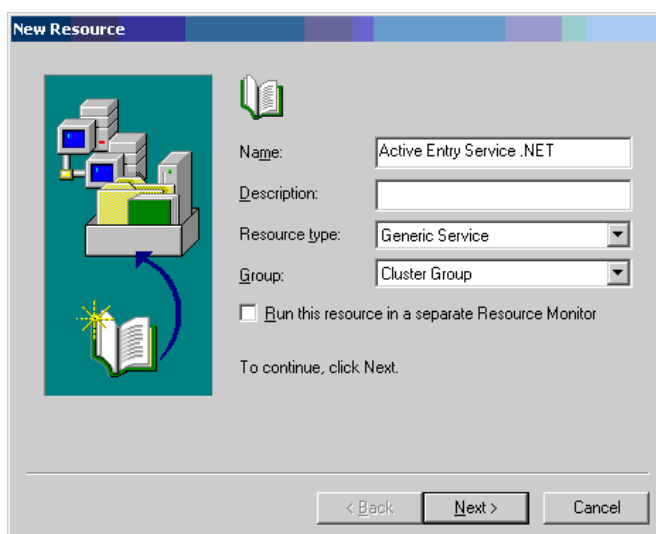 New Resource
Name: Active Entry Service .NET
Description:
Resource type: Generic Service
Group: Cluster Group
Run this resource in a separate Resource Monitor
To continue, click Next.
< Back Next > Cancel